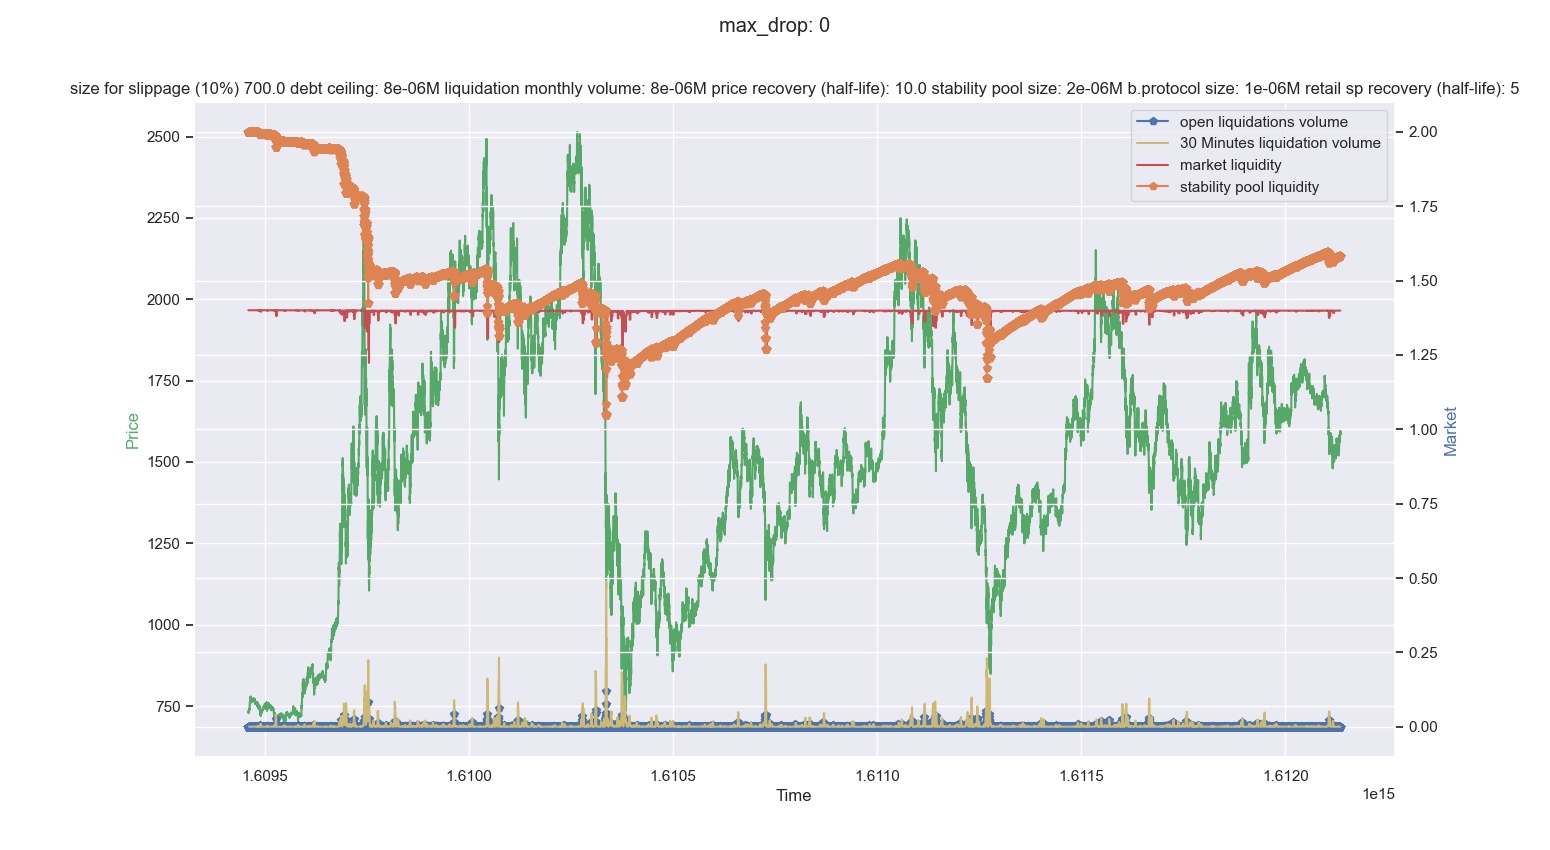 max_drop: 0
size for slippage (10%) 700.0 debt ceiling: 8e-06M liquidation monthly volume: 8e-06M price recovery (half-life): 10.0 stability pool size: 2e-06M b.protocol size: 1e-06M retail sp recovery (half-life): 5
open liquidations volume
30 Minutes liquidation volume
market liquidity
stability pool liquidity
2500
2250
2000
1750
1500
1250
1000
750
Price
2.00
1.75
1.50
1.25
1.00
0.75
0.50
0.25
0.00
Market
1.6095
1.6100
1.6105
1.6110
1.6115
1.6120
Time
1e15